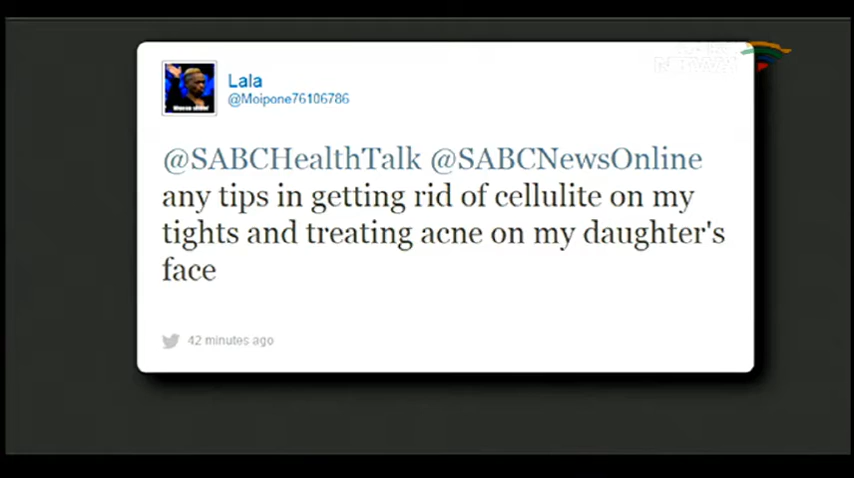 Lala
@Moipone76106786
@SABCHealthTalk @SABCNewsOnline
any tips in getting rid of cellulite on my
tights and treating acne on my daughter's
face
42 minutes ago